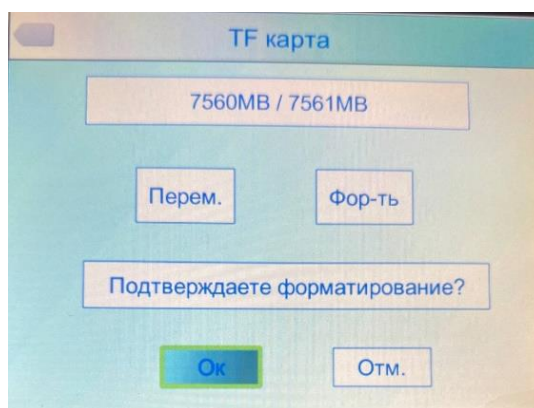 TF карта
7560MB / 7561MB
Перем. Фор-ть
Подтверждаете форматирование?
Ок Отм.